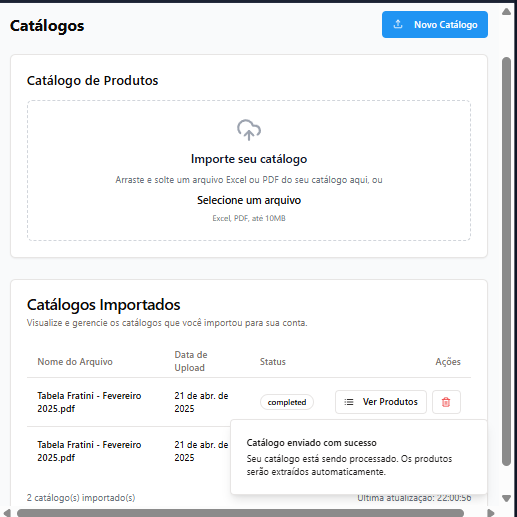 Catálogos
Novo Catálogo
Catálogo de Produtos
Importe seu catálogo
Arraste e solte um arquivo Excel ou PDF do seu catálogo aqui, ou
Selecione um arquivo
Excel, PDF, até 10MB
Catálogos Importados
Visualize e gerencie os catálogos que você importou para sua conta.
Nome do Arquivo
Data de
Upload
Status
Ações
Tabela Fratini - Fevereiro
2025.pdf
21 de abr. de
2025
completed
Ver Produtos
Tabela Fratini - Fevereiro
2025.pdf
21 de abr. de
2025
Catálogo enviado com sucesso
Seu catálogo está sendo processado. Os produtos
serão extraídos automaticamente.
2 catálogo(s) importado(s)
Última atualização: 22:00:56